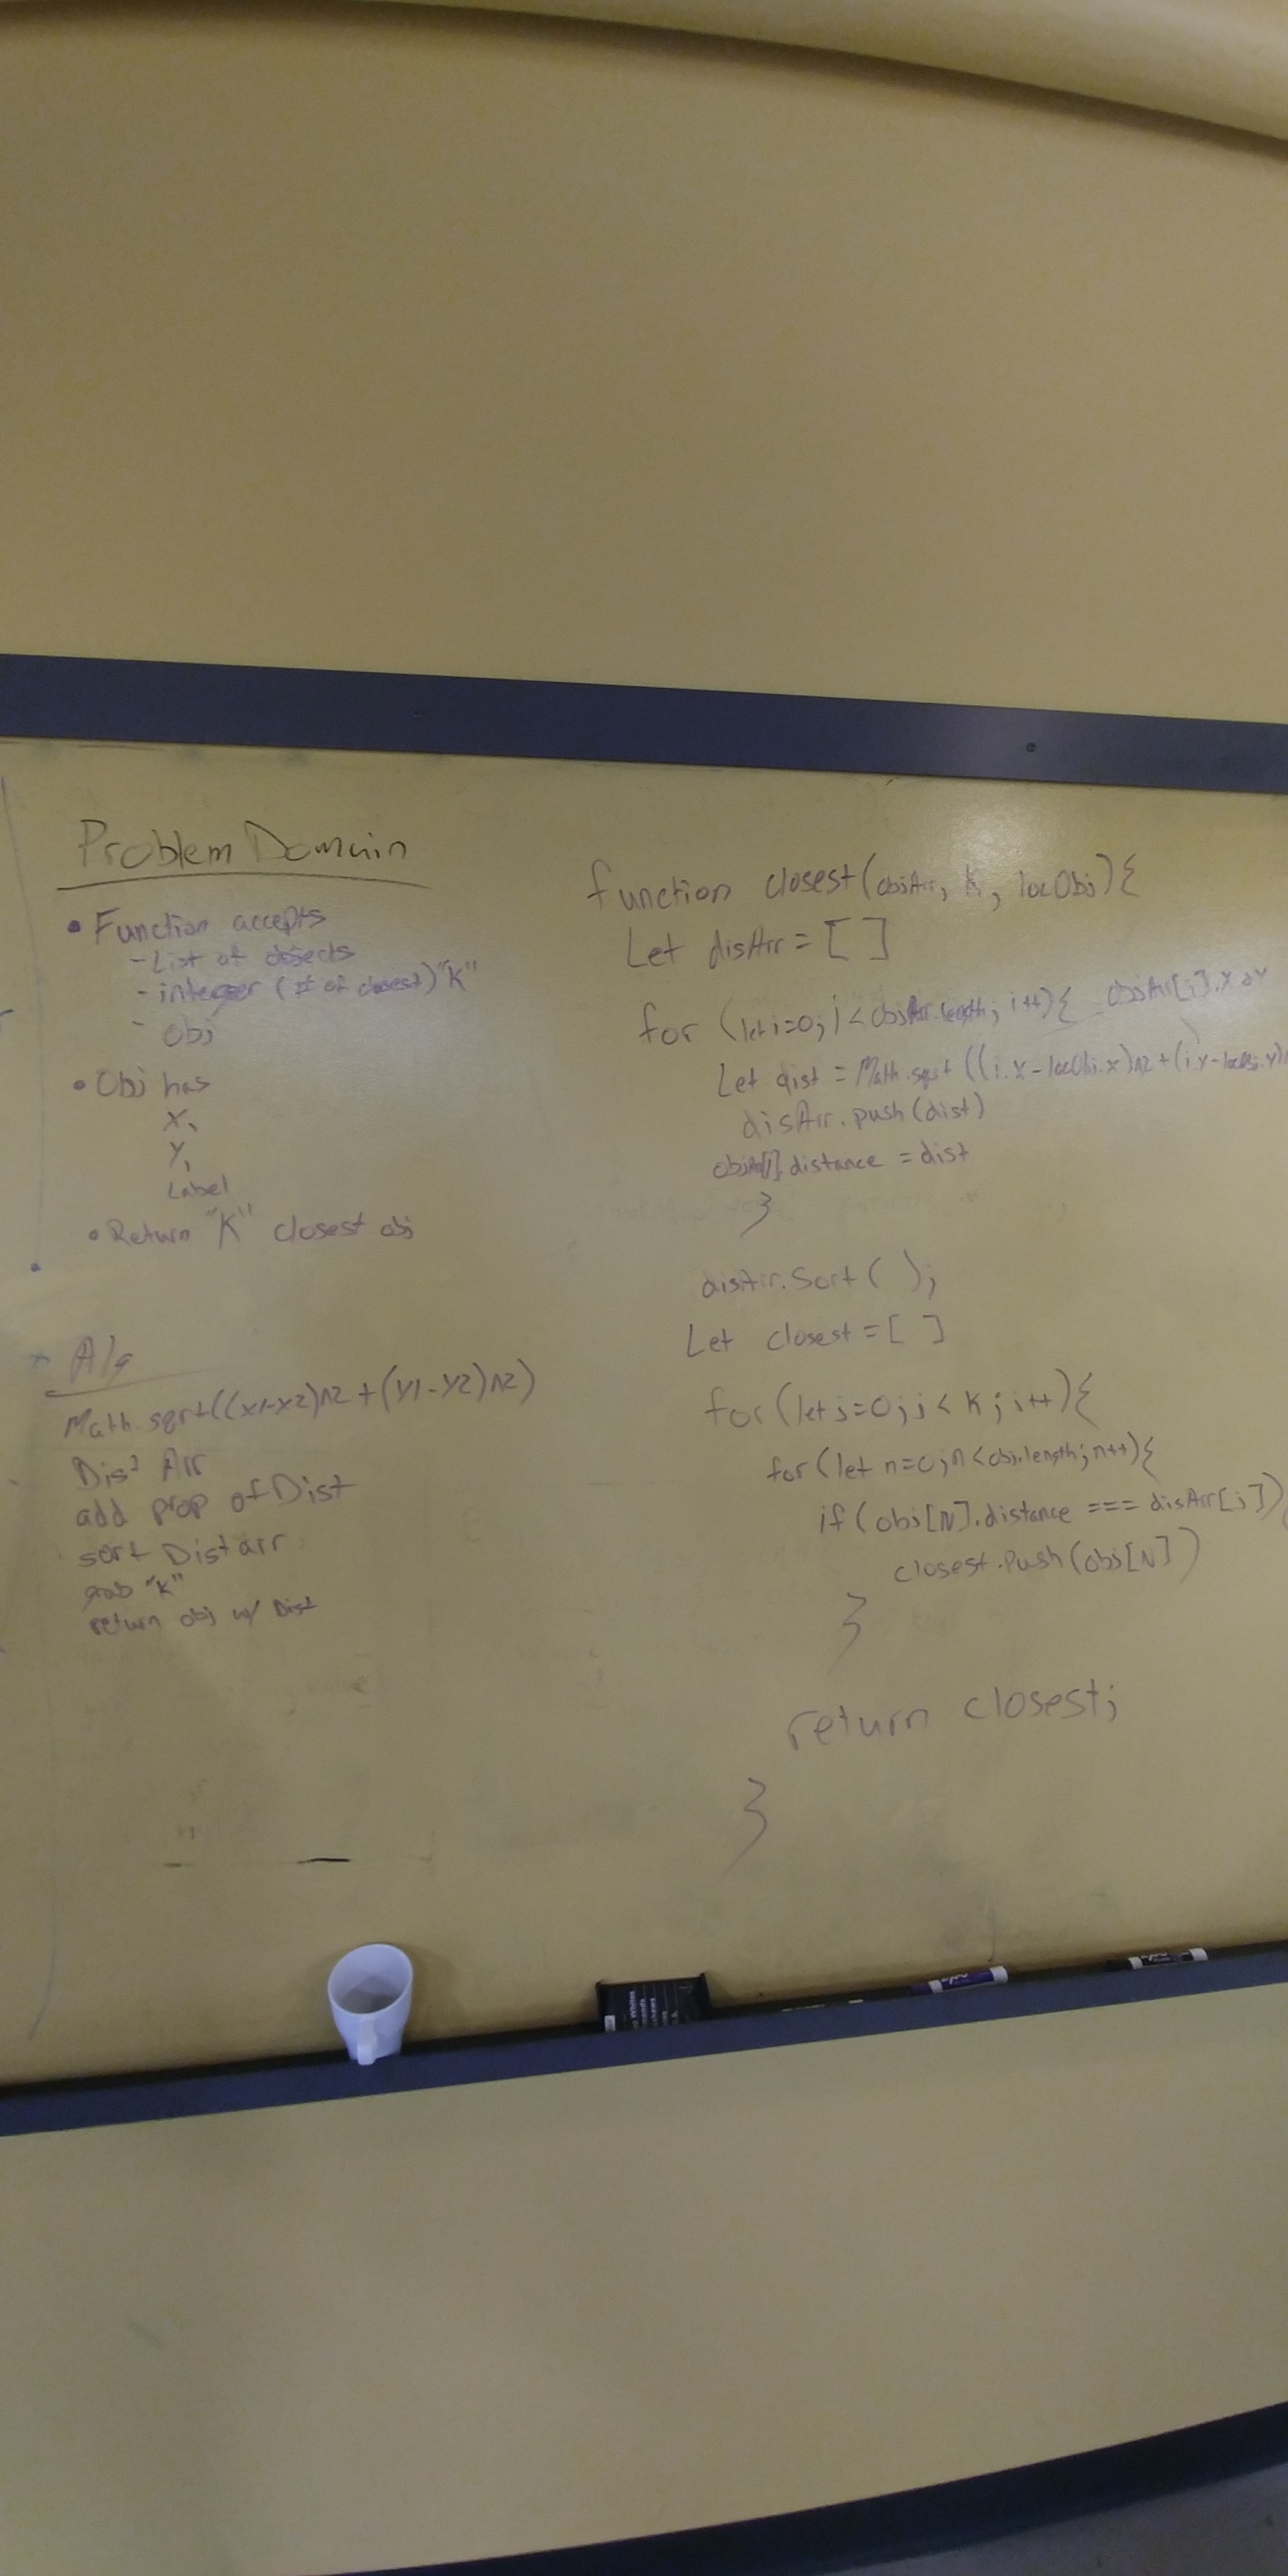 Problem Domain
• Function accepts
- List of objects
- integer (# of closest) "K"
- Obj
• Obj has
X,
Y,
Label
• Return "K" closest obj
Alg
Math.sqrt((x1-x2)^2 + (y1-y2)^2)
Dist Arr
add prop of Dist
sort Dist arr
grab "K"
return obj w/ Dist
function closest(objArr, K, locObj){
Let disArr = [ ]
for (let i=0; i < objArr.length; i++){ objArr[i].x or y
Let dist = Math.sqrt((i.x - locObj.x)^2 + (i.y - locObj.y)^
disArr.push(dist)
objArr[i].distance = dist
}
disArr.Sort( );
Let closest = [ ]
for (let j=0; j < K; i++){
for (let n=0; n < obj.length; n++){
if (obj[N].distance === disArr[j]){
closest.Push(obj[N])
}
return closest;
}